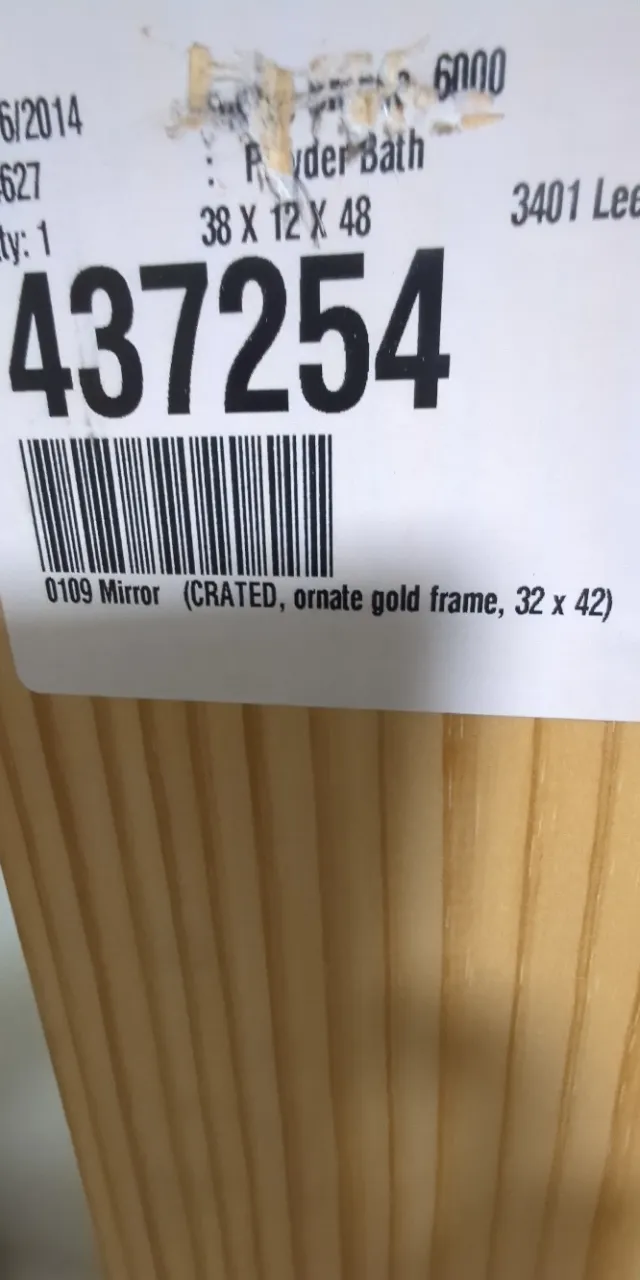 6000
6/2014
: Powder Bath
627
38 X 12 X 48
3401 Lee
ty: 1
437254
0109 Mirror (CRATED, ornate gold frame, 32 x 42)